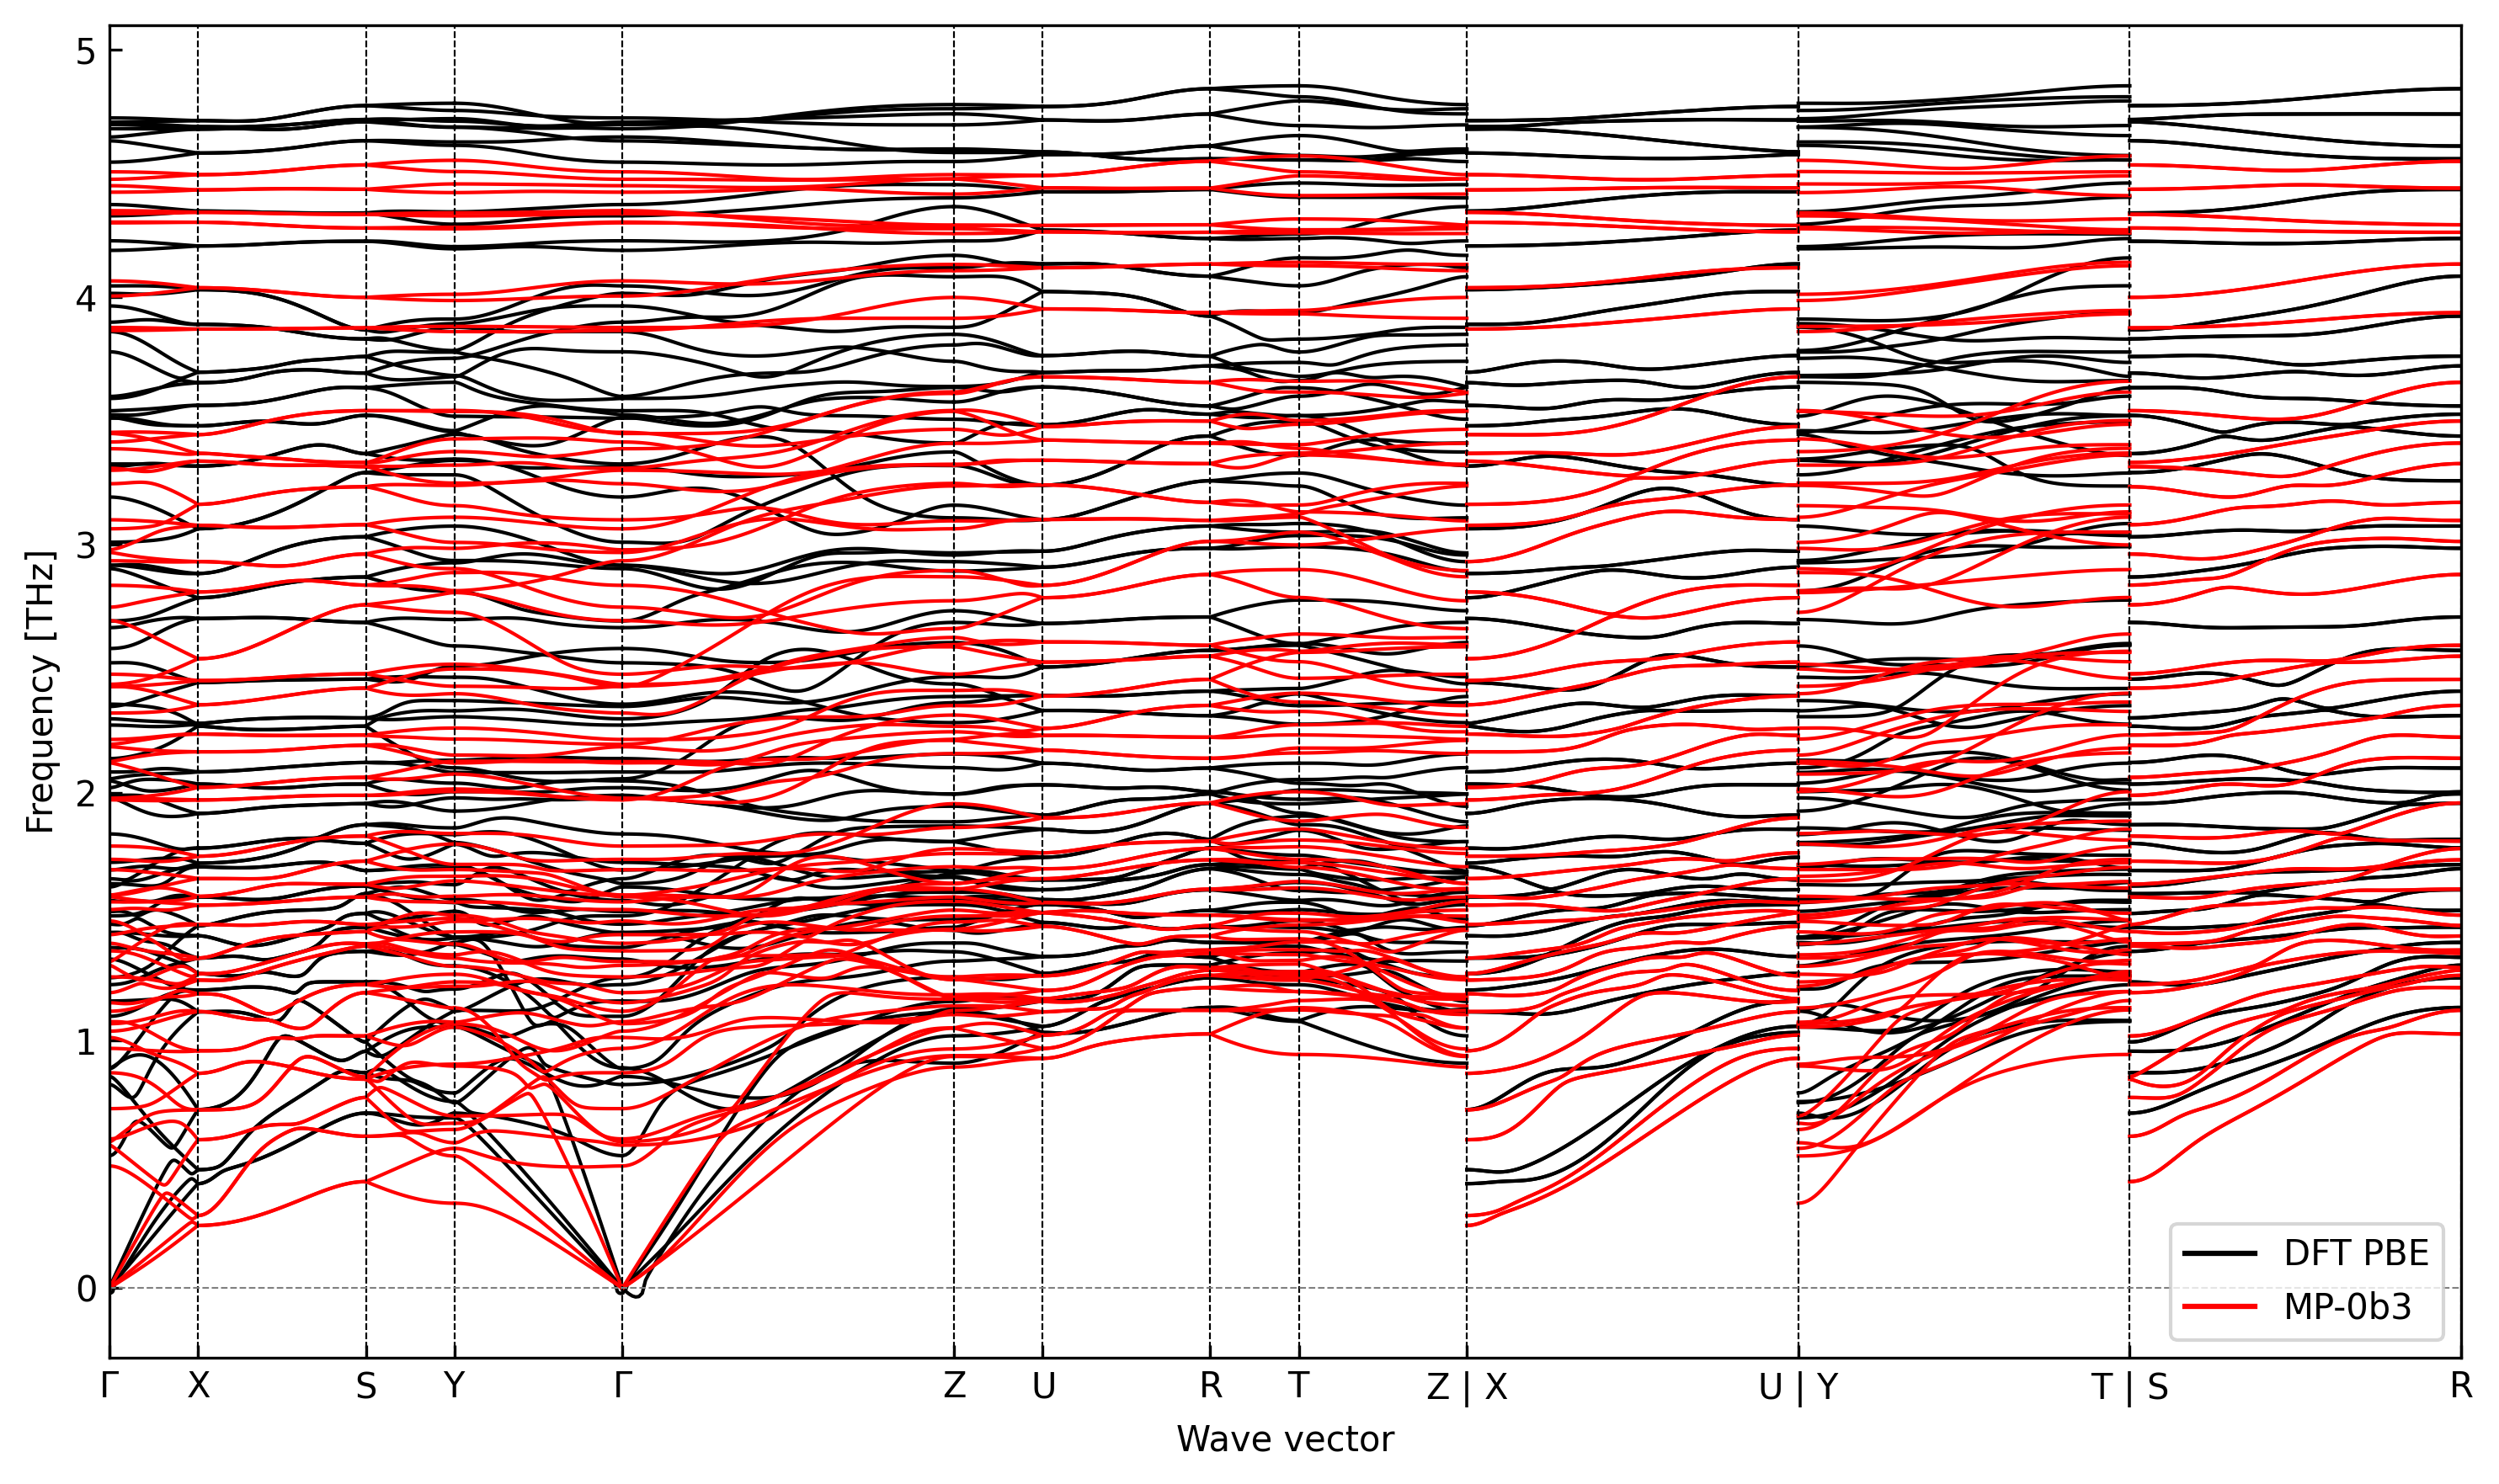 Frequency [THz]
5
4
3
2
1
0
DFT PBE
MP-0b3
Γ X S Y Γ Z U R T Z | X U | Y T | S R
Wave vector